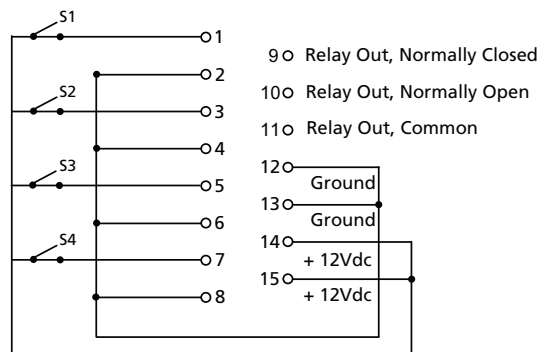 S1
1
2
S2
3
4
S3
5
6
S4
7
8
9 Relay Out, Normally Closed
10 Relay Out, Normally Open
11 Relay Out, Common
12
Ground
13
Ground
14
+ 12Vdc
15
+ 12Vdc